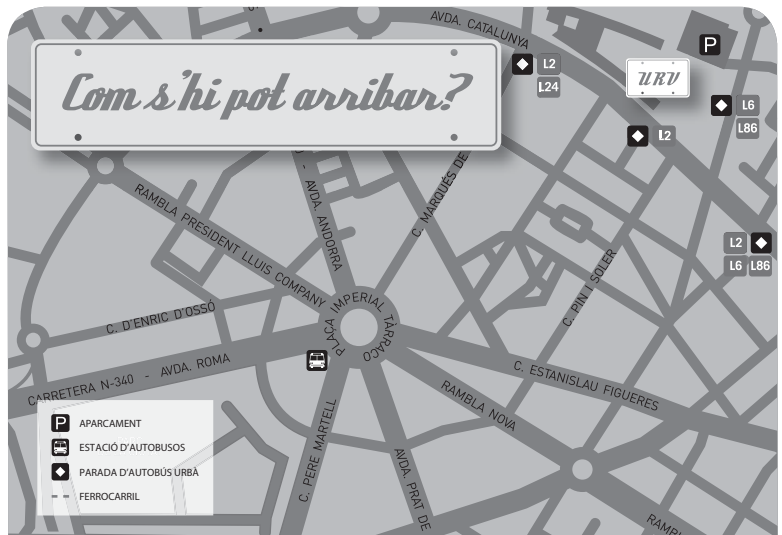 AVDA. CATALUNYA
P
Com s'hi pot arribar?
L2
L24
URV
L6
L86
L2
C. MARQUÉS DE
AVDA. ANDORRA
RAMBLA PRESIDENT LLUIS COMPANY
L2
L6 L86
C. PIN I SOLER
PLAÇA IMPERIAL TÀRRACO
C. D'ENRIC D'OSSÓ
CARRETERA N-340 - AVDA. ROMA
C. ESTANISLAU FIGUERES
RAMBLA NOVA
C. PERE MARTELL
AVDA. PRAT DE
P APARCAMENT
ESTACIÓ D'AUTOBUSOS
PARADA D'AUTOBÚS URBÀ
FERROCARRIL
RAMBL